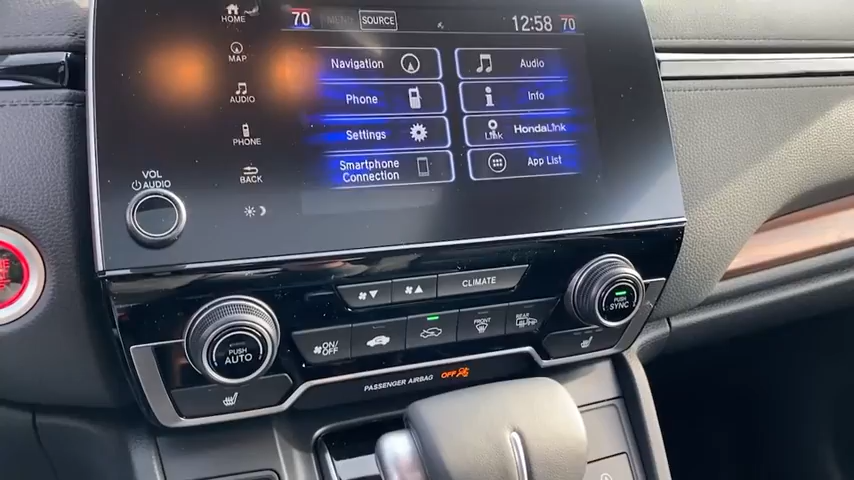 HOME
70
MENU
SOURCE
12:58
70
MAP
AUDIO
PHONE
BACK
Navigation
Audio
Phone
Info
Settings
Link HondaLink
Smartphone
Connection
App List
VOL
AUDIO
CLIMATE
PUSH
AUTO
ON/
OFF
FRONT
REAR
PUSH
SYNC
PASSENGER AIRBAG
OFF